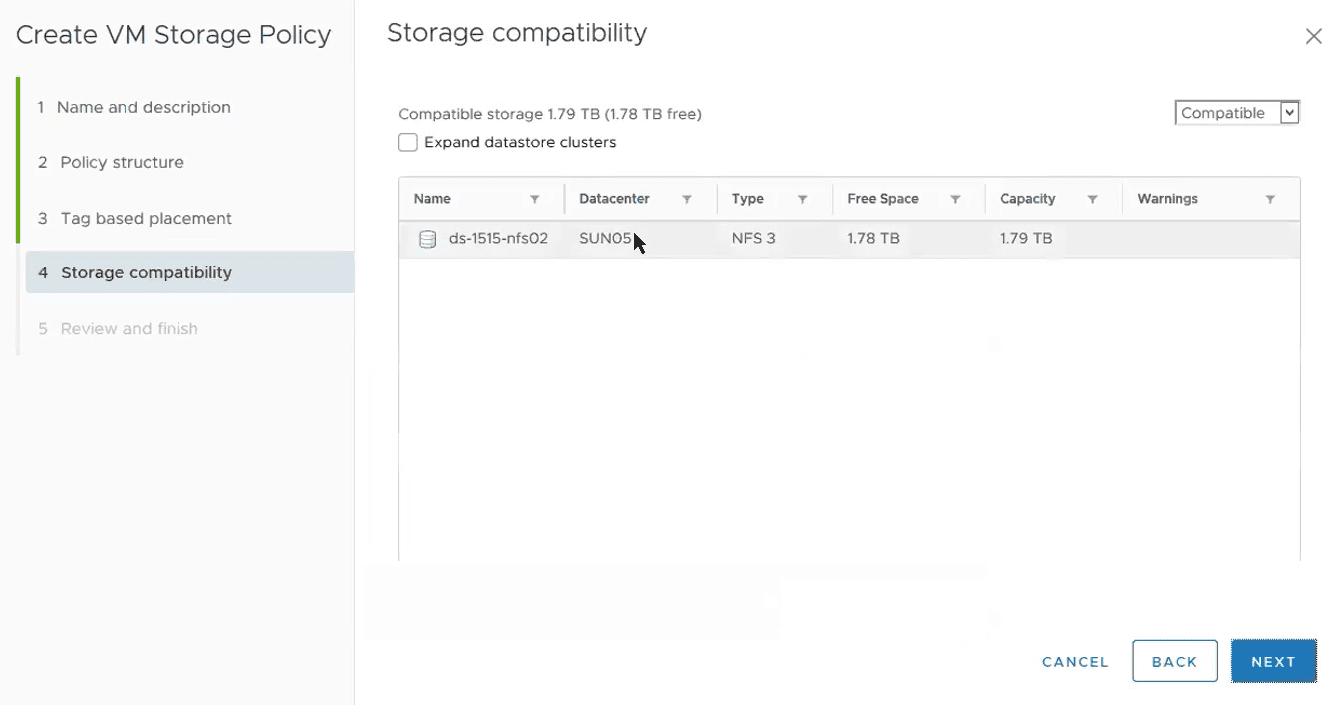 Create VM Storage Policy
1 Name and description
2 Policy structure
3 Tag based placement
4 Storage compatibility
5 Review and finish
Storage compatibility
Compatible storage 1.79 TB (1.78 TB free)
Compatible
Expand datastore clusters
Name Datacenter Type Free Space Capacity Warnings
ds-1515-nfs02 SUN05 NFS 3 1.78 TB 1.79 TB
CANCEL BACK NEXT